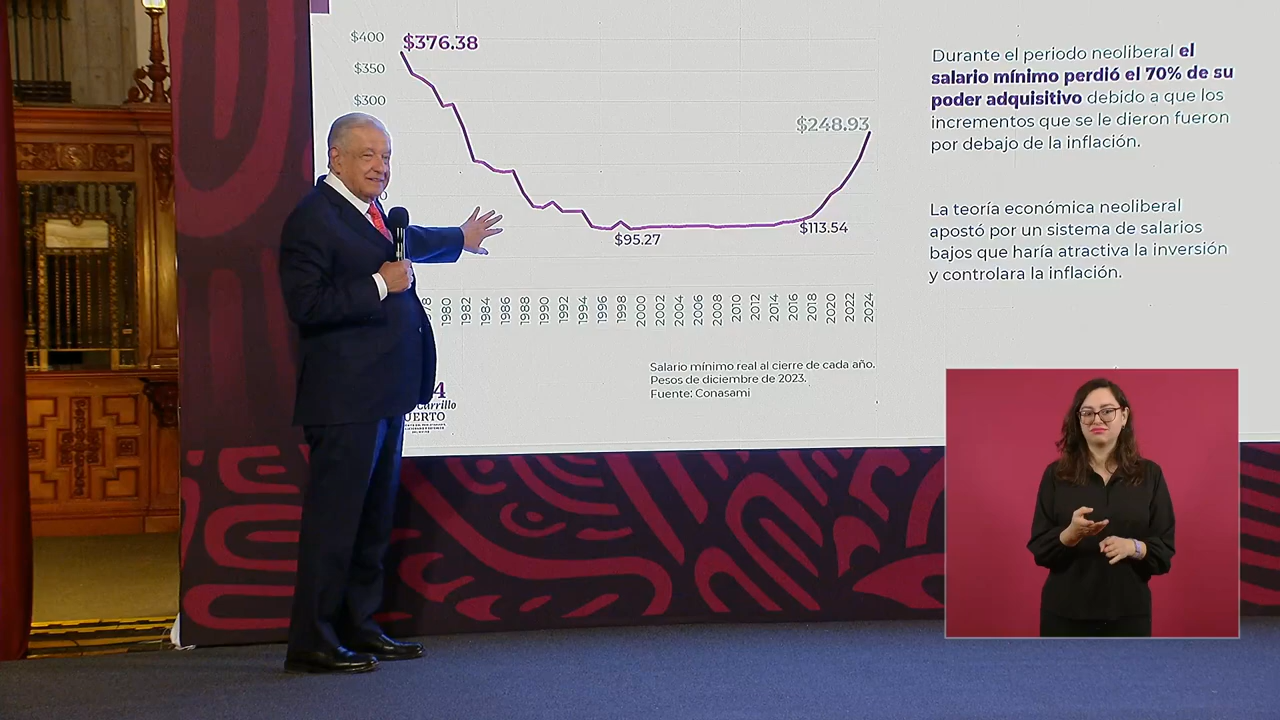 $400
$376.38
$350
$300
$248.93
$113.54
$95.27
1980
1982
1984
1986
1988
1990
1992
1994
1996
1998
2000
2002
2004
2006
2008
2010
2012
2014
2016
2018
2020
2022
2024
Salario mínimo real al cierre de cada año.
Pesos de diciembre de 2023.
Fuente: Conasami
Durante el periodo neoliberal el
salario mínimo perdió el 70% de su
poder adquisitivo debido a que los
incrementos que se le dieron fueron
por debajo de la inflación.
La teoría económica neoliberal
apostó por un sistema de salarios
bajos que haría atractiva la inversión
y controlara la inflación.